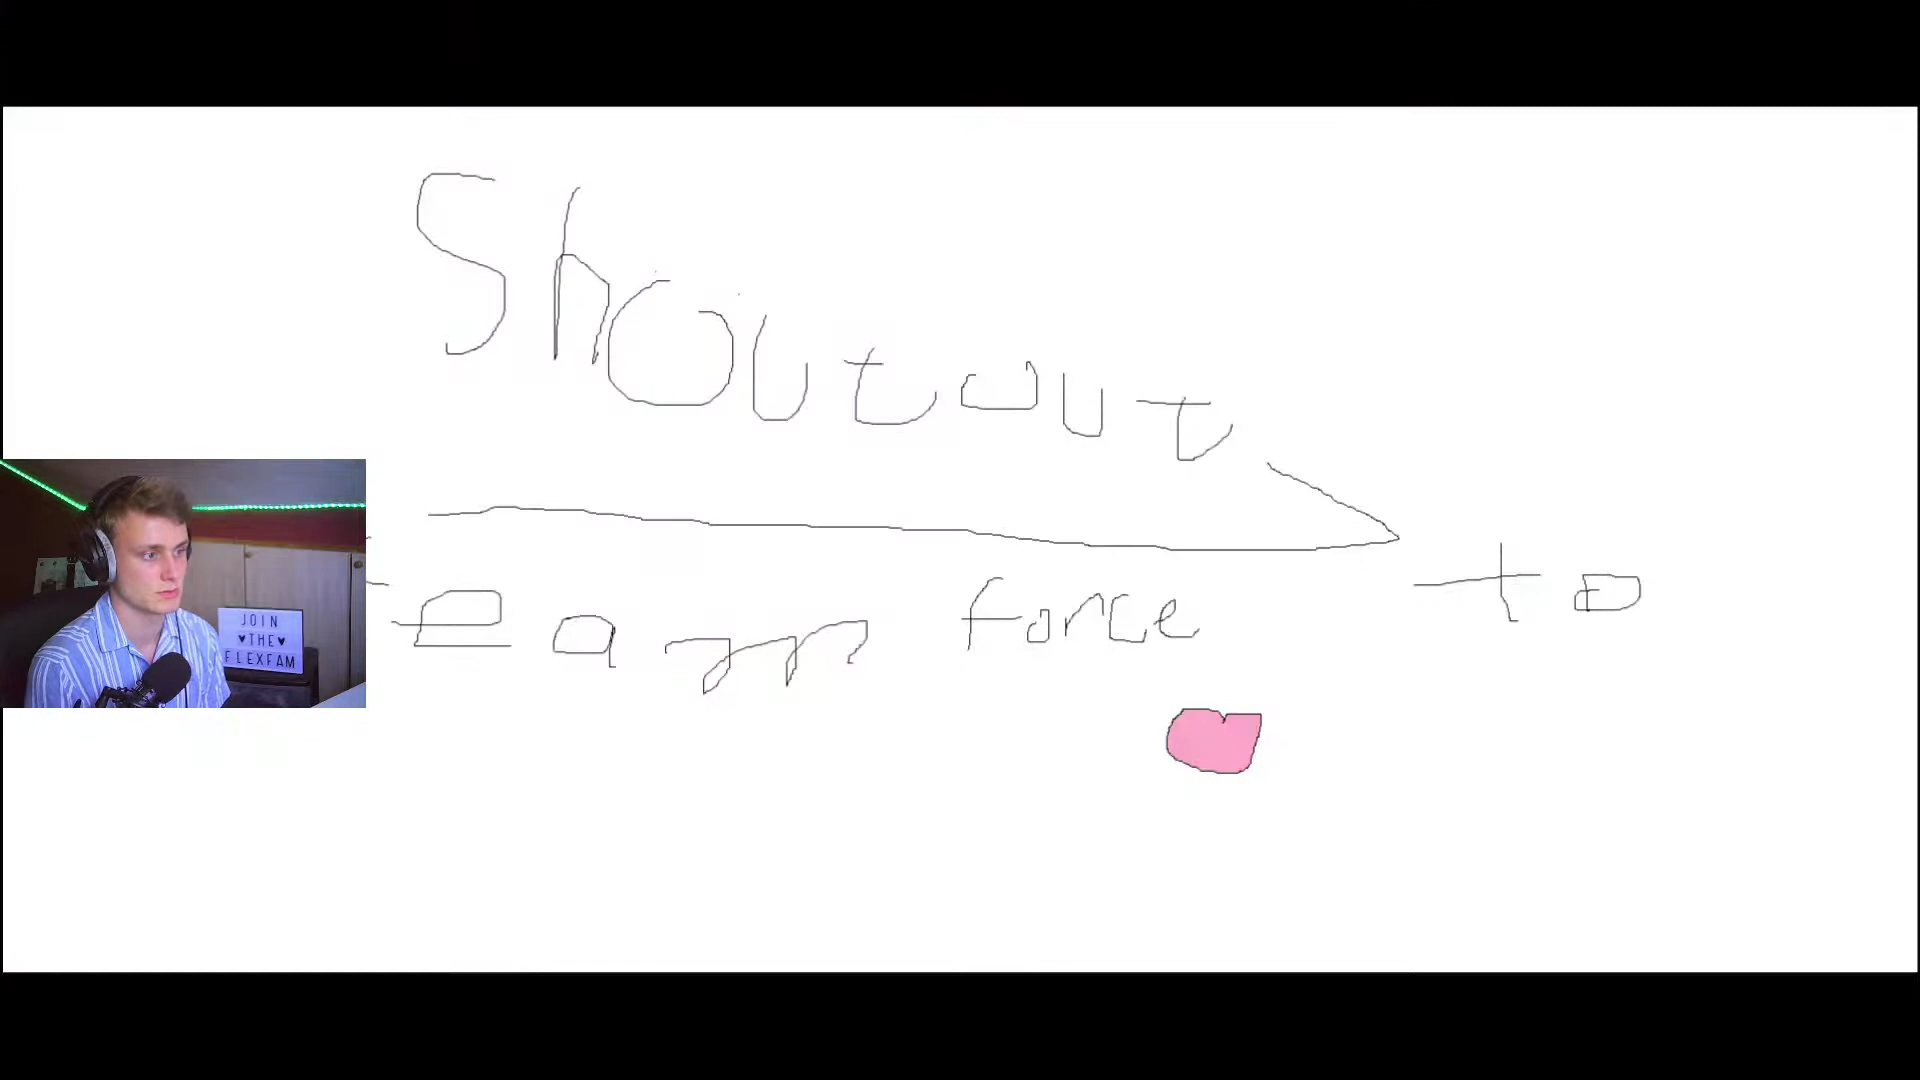 Shoutout
to
team force
JOIN
♥THE♥
FLEXFAM